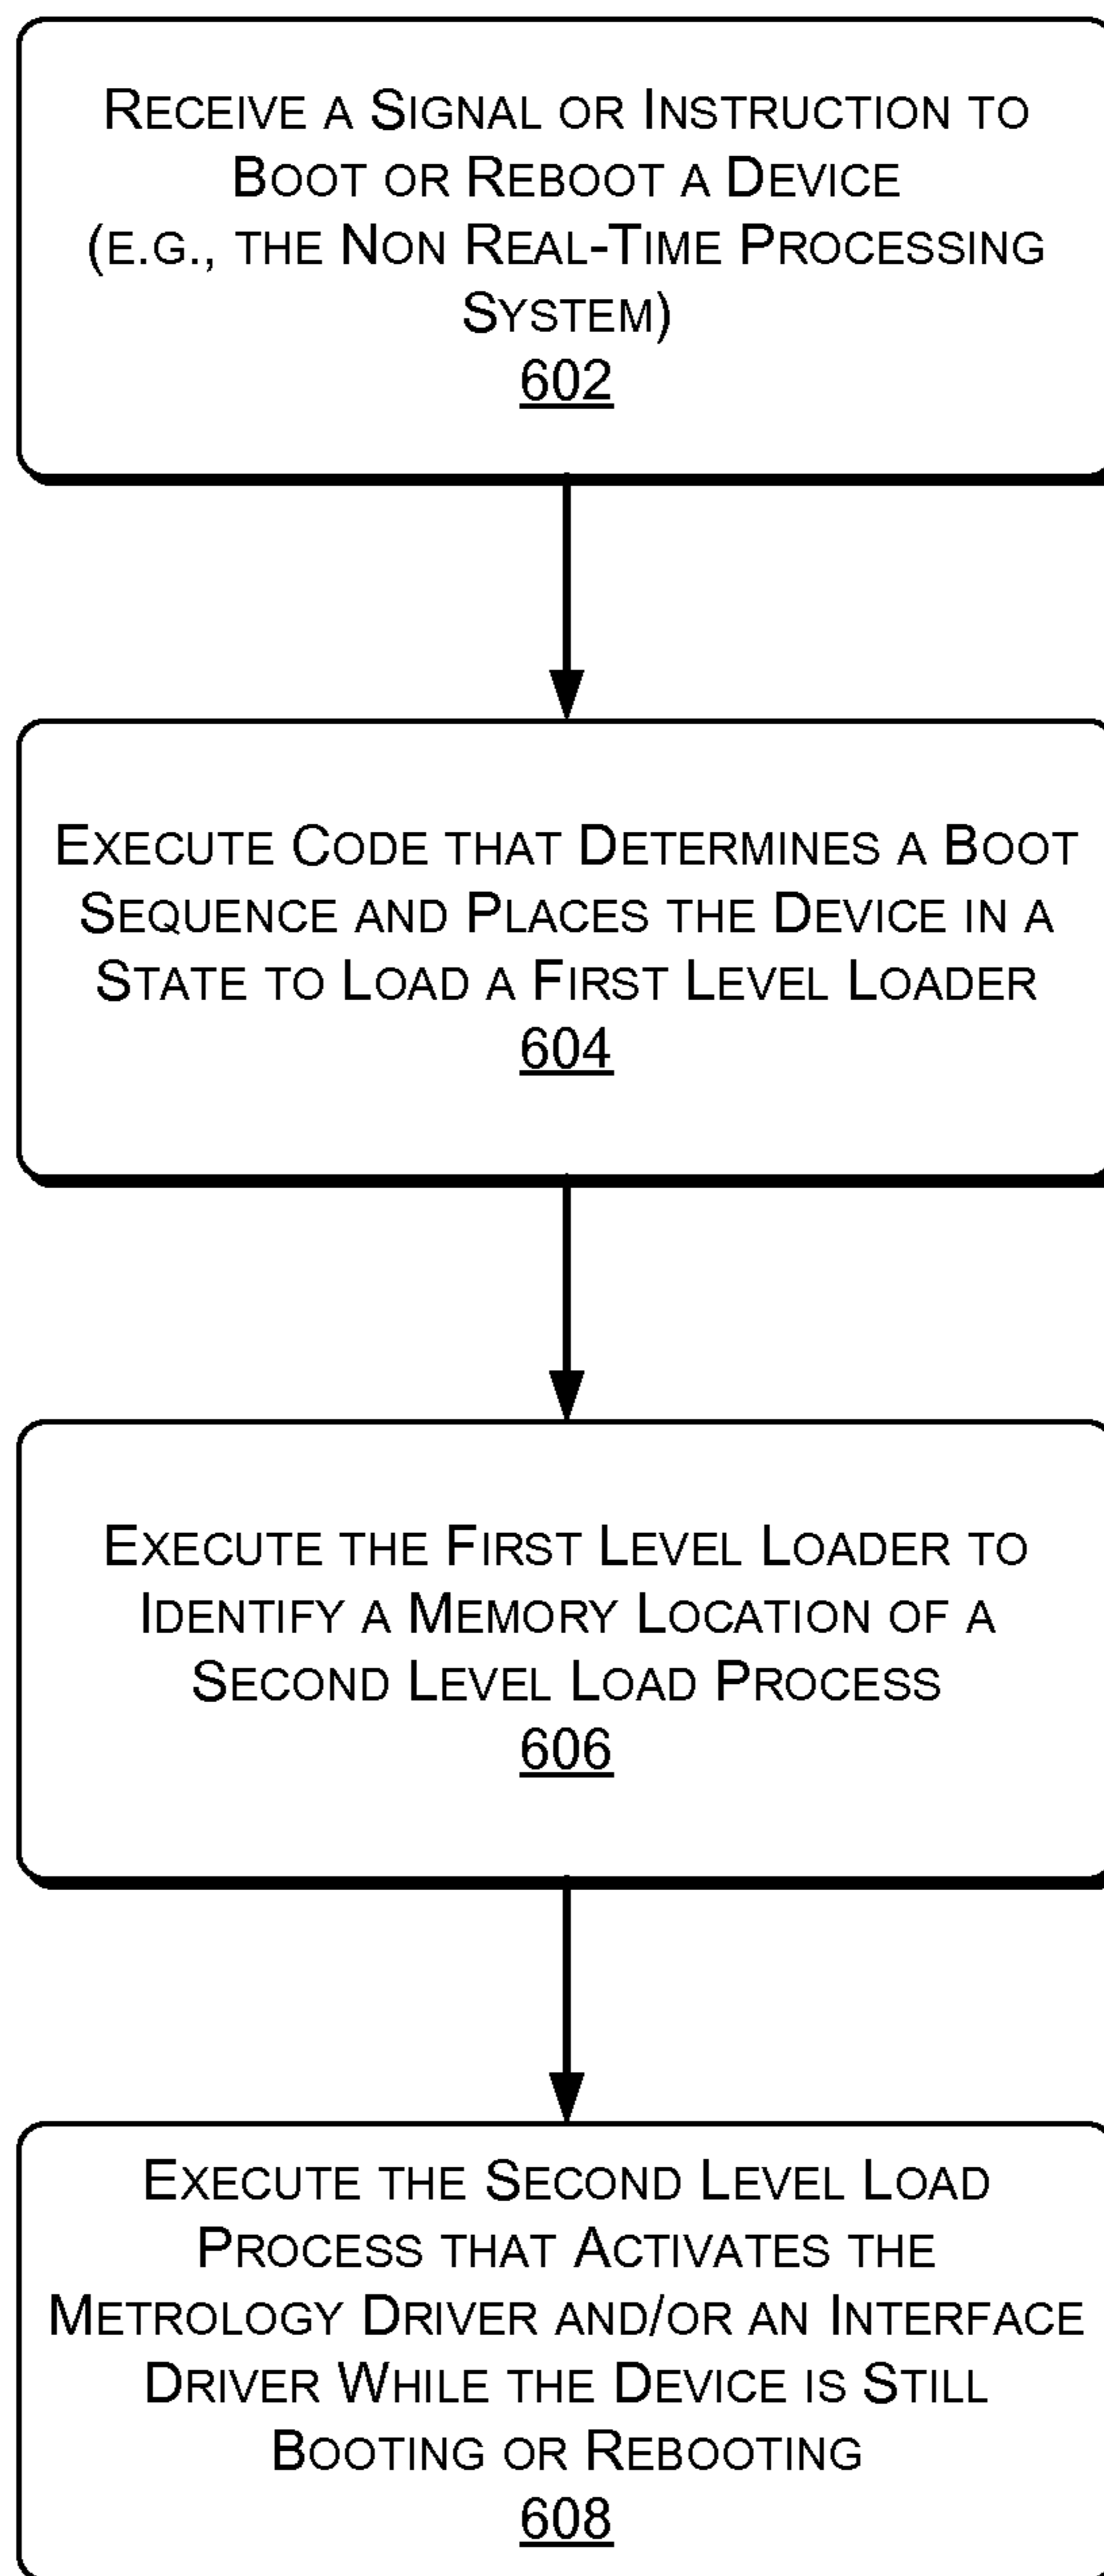 RECEIVE A SIGNAL OR INSTRUCTION TO
BOOT OR REBOOT A DEVICE
(E.G., THE NON REAL-TIME PROCESSING
SYSTEM)
602
EXECUTE CODE THAT DETERMINES A BOOT
SEQUENCE AND PLACES THE DEVICE IN A
STATE TO LOAD A FIRST LEVEL LOADER
604
EXECUTE THE FIRST LEVEL LOADER TO
IDENTIFY A MEMORY LOCATION OF A
SECOND LEVEL LOAD PROCESS
606
EXECUTE THE SECOND LEVEL LOAD
PROCESS THAT ACTIVATES THE
METROLOGY DRIVER AND/OR AN INTERFACE
DRIVER WHILE THE DEVICE IS STILL
BOOTING OR REBOOTING
608